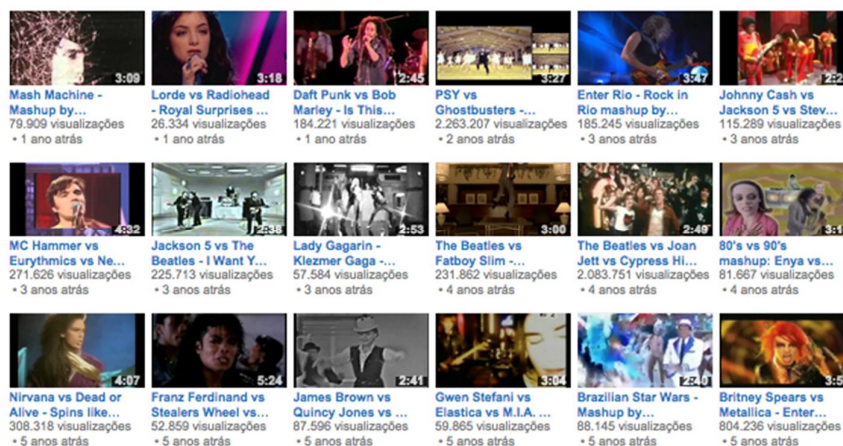 3:09
Mash Machine -
Mashup by...
79.909 visualizações
• 1 ano atrás
3:18
Lorde vs Radiohead
- Royal Surprises ...
26.334 visualizações
• 1 ano atrás
2:45
Daft Punk vs Bob
Marley - Is This...
184.221 visualizações
• 1 ano atrás
3:27
PSY vs
Ghostbusters -...
2.263.207 visualizações
• 2 anos atrás
3:47
Enter Rio - Rock in
Rio mashup by...
185.245 visualizações
• 3 anos atrás
Johnny Cash vs
Jackson 5 vs Stev...
115.289 visualizações
• 3 anos atrás
4:32
MC Hammer vs
Eurythmics vs Ne...
271.626 visualizações
• 3 anos atrás
2:38
Jackson 5 vs The
Beatles - I Want Y...
225.713 visualizações
• 3 anos atrás
2:53
Lady Gagarin -
Klezmer Gaga -...
57.584 visualizações
• 3 anos atrás
3:00
The Beatles vs
Fatboy Slim -...
231.862 visualizações
• 4 anos atrás
2:49
The Beatles vs Joan
Jett vs Cypress Hi...
2.083.751 visualizações
• 4 anos atrás
80's vs 90's
mashup: Enya vs...
81.667 visualizações
• 4 anos atrás
4:07
Nirvana vs Dead or
Alive - Spins like...
308.318 visualizações
• 5 anos atrás
5:24
Franz Ferdinand vs
Stealers Wheel vs...
52.859 visualizações
• 5 anos atrás
2:41
James Brown vs
Quincy Jones vs ...
87.596 visualizações
• 5 anos atrás
3:04
Gwen Stefani vs
Elastica vs M.I.A. ...
59.865 visualizações
• 5 anos atrás
2:40
Brazilian Star Wars -
Mashup by...
88.145 visualizações
• 5 anos atrás
Britney Spears vs
Metallica - Enter...
804.236 visualizações
• 5 anos atrás